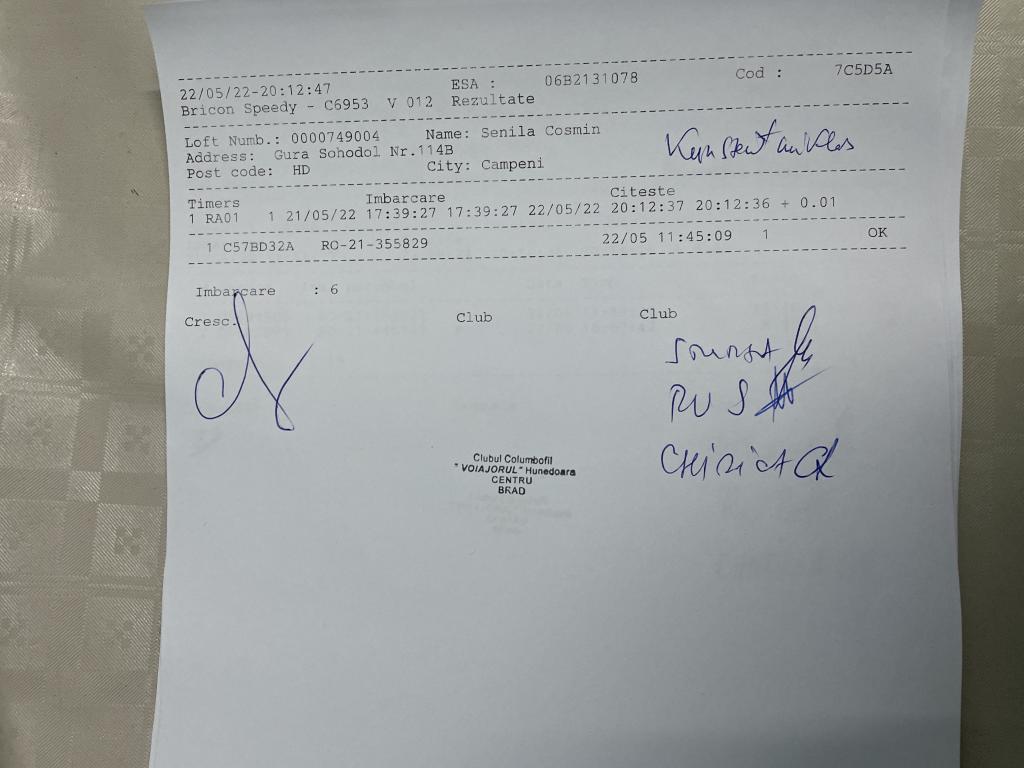 22/05/22-20:12:47 ESA : 06B2131078 Cod : 7C5D5A
Bricon Speedy - C6953 V 012 Rezultate
Loft Numb.: 0000749004 Name: Senila Cosmin
Address: Gura Sohodol Nr.114B
Post code: HD City: Campeni
Timers Imbarcare Citeste
1 RA01 1 21/05/22 17:39:27 17:39:27 22/05/22 20:12:37 20:12:36 + 0.01
1 C57BD32A RO-21-355829 22/05 11:45:09 1 OK
Imbarcare : 6
Cresc. Club Club
RUS
Clubul Columbofil
"VOIAJORUL" Hunedoara
CENTRU
BRAD